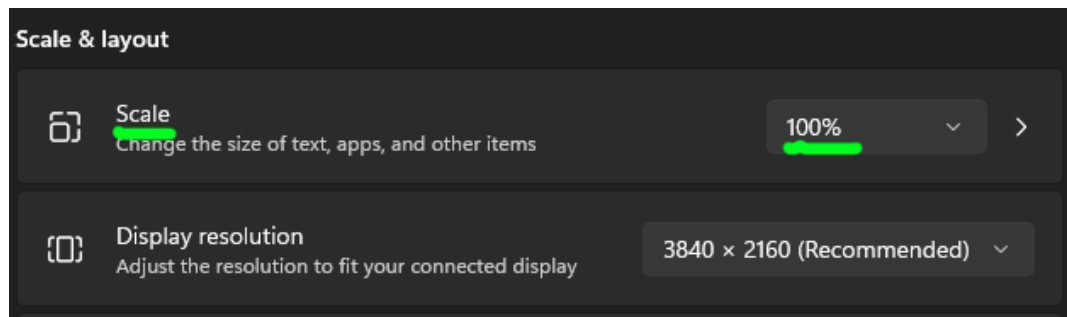 Scale & layout
Scale
100%
Change the size of text, apps, and other items
Display resolution
3840 × 2160 (Recommended)
Adjust the resolution to fit your connected display